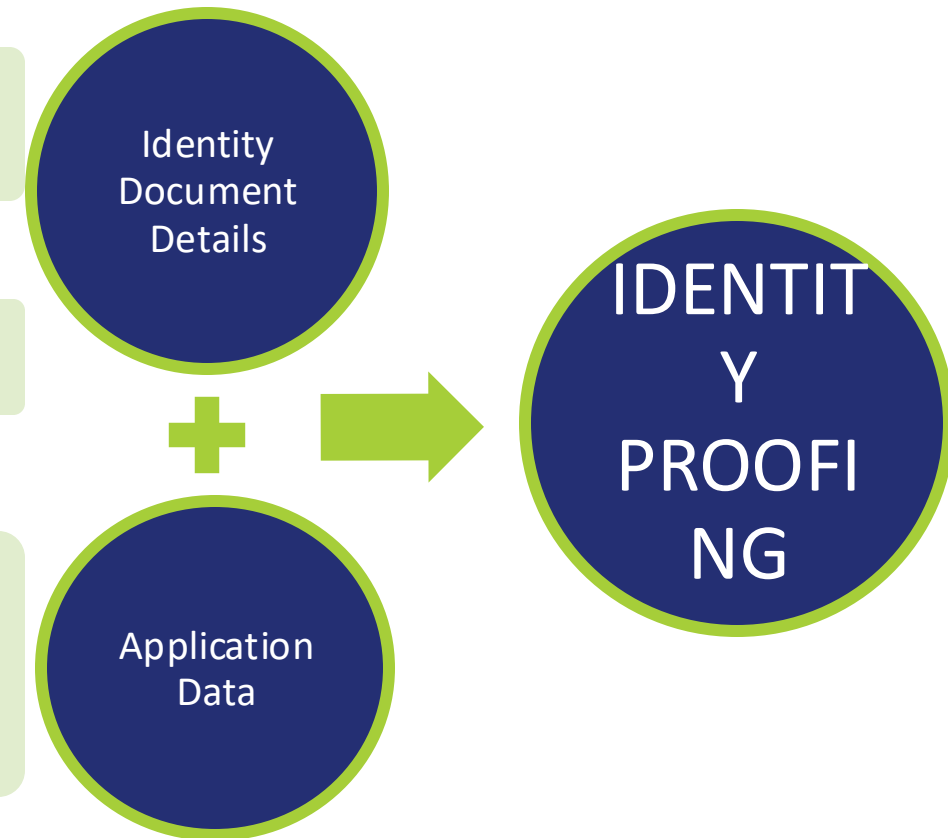 Identity
Document
Details
IDENTIT
Y
PROOFI
NG
Application
Data